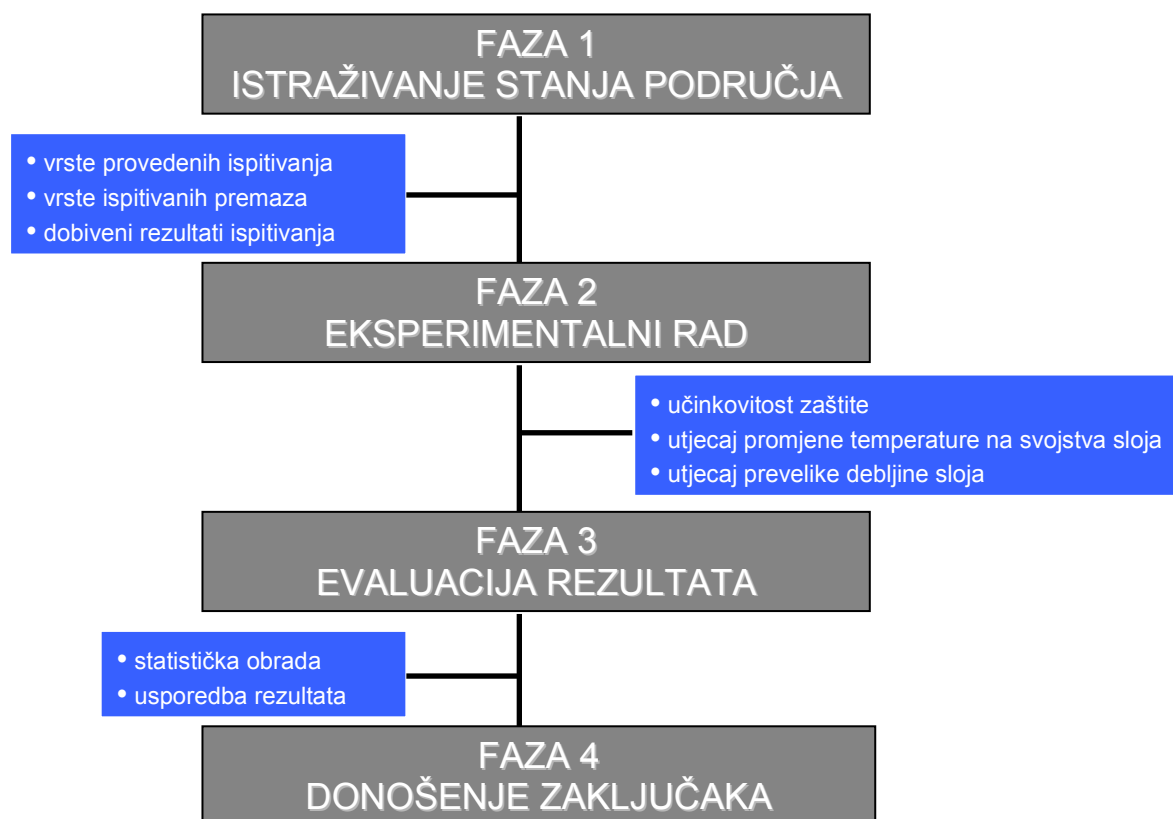 FAZA 1
ISTRAŽIVANJE STANJA PODRUČJA
• vrste provedenih ispitivanja
• vrste ispitivanih premaza
• dobiveni rezultati ispitivanja
FAZA 2
EKSPERIMENTALNI RAD
• učinkovitost zaštite
• utjecaj promjene temperature na svojstva sloja
• utjecaj prevelike debljine sloja
FAZA 3
EVALUACIJA REZULTATA
• statistička obrada
• usporedba rezultata
FAZA 4
DONOŠENJE ZAKLJUČAKA